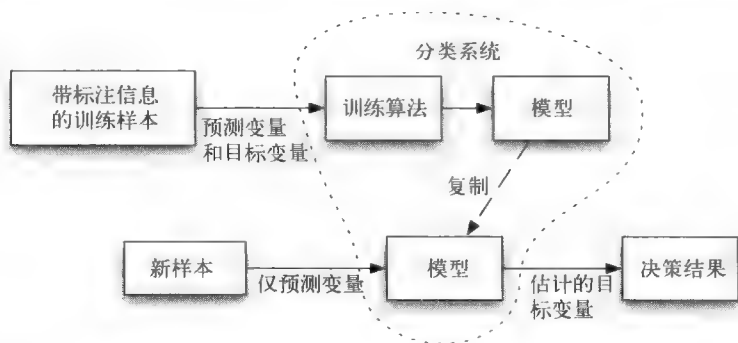 分类系统
带标注信息
的训练样本
预测变量
和目标变量
训练算法
模型
复制
新样本
仅预测变量
模型
估计的目
标变量
决策结果